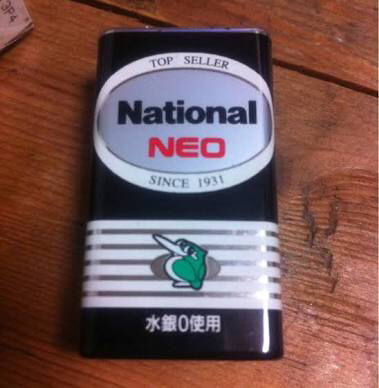 TOP SELLER
National
NEO
SINCE 1931
水銀0使用